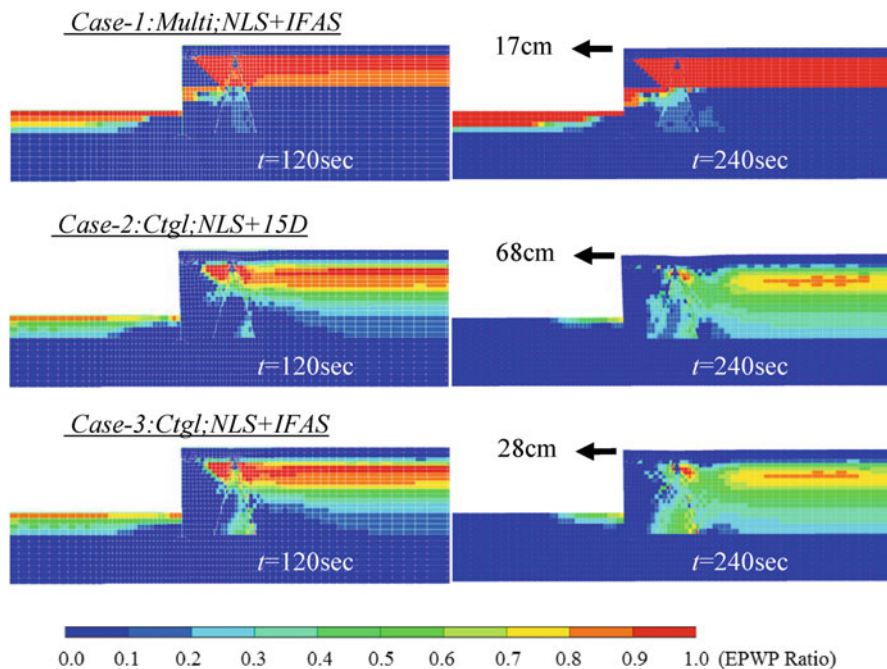 Case-1:Multi;NLS+IFAS
17cm
t=120sec
t=240sec
Case-2:Ctgl;NLS+15D
68cm
t=120sec
t=240sec
Case-3:Ctgl;NLS+IFAS
28cm
t=120sec
t=240sec
0.0 0.1 0.2 0.3 0.4 0.5 0.6 0.7 0.8 0.9 1.0 (EPWP Ratio)